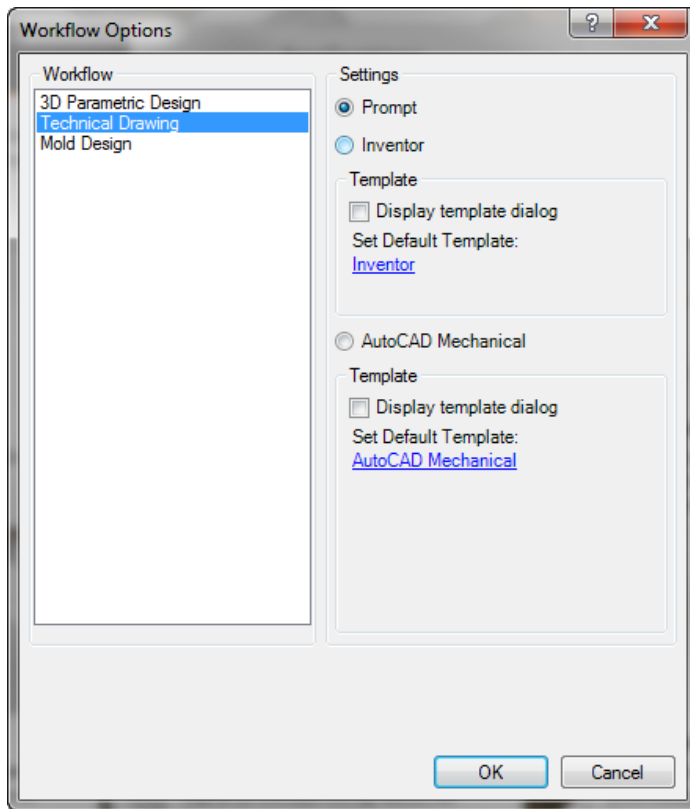 Workflow Options
?
Workflow
3D Parametric Design
Technical Drawing
Mold Design
Settings
Prompt
Inventor
Template
Display template dialog
Set Default Template:
Inventor
AutoCAD Mechanical
Template
Display template dialog
Set Default Template:
AutoCAD Mechanical
OK
Cancel